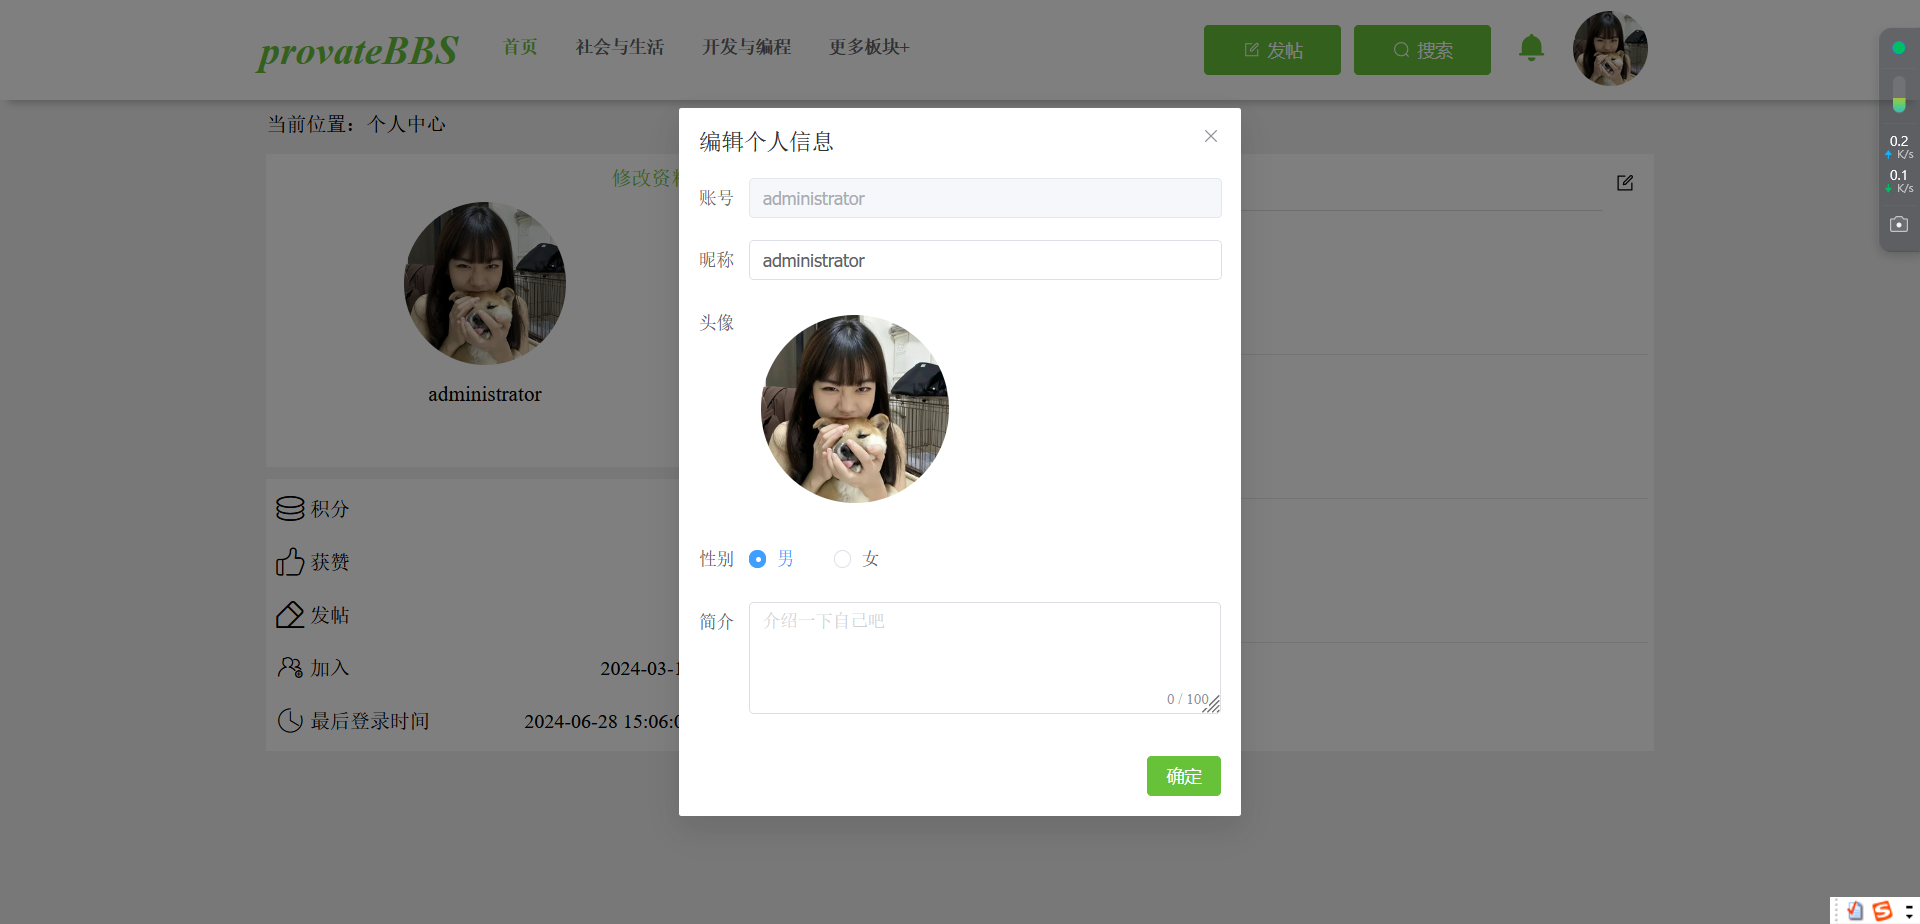 provateBBS
首页 社会与生活 开发与编程 更多板块+
发帖 搜索
当前位置：个人中心
修改资
administrator
积分
获赞
发帖
加入 2024-03-1
最后登录时间 2024-06-28 15:06:0
编辑个人信息
账号 administrator
昵称 administrator
头像
性别 男 女
简介 介绍一下自己吧
0 / 100
确定
0.2
K/s
0.1
K/s